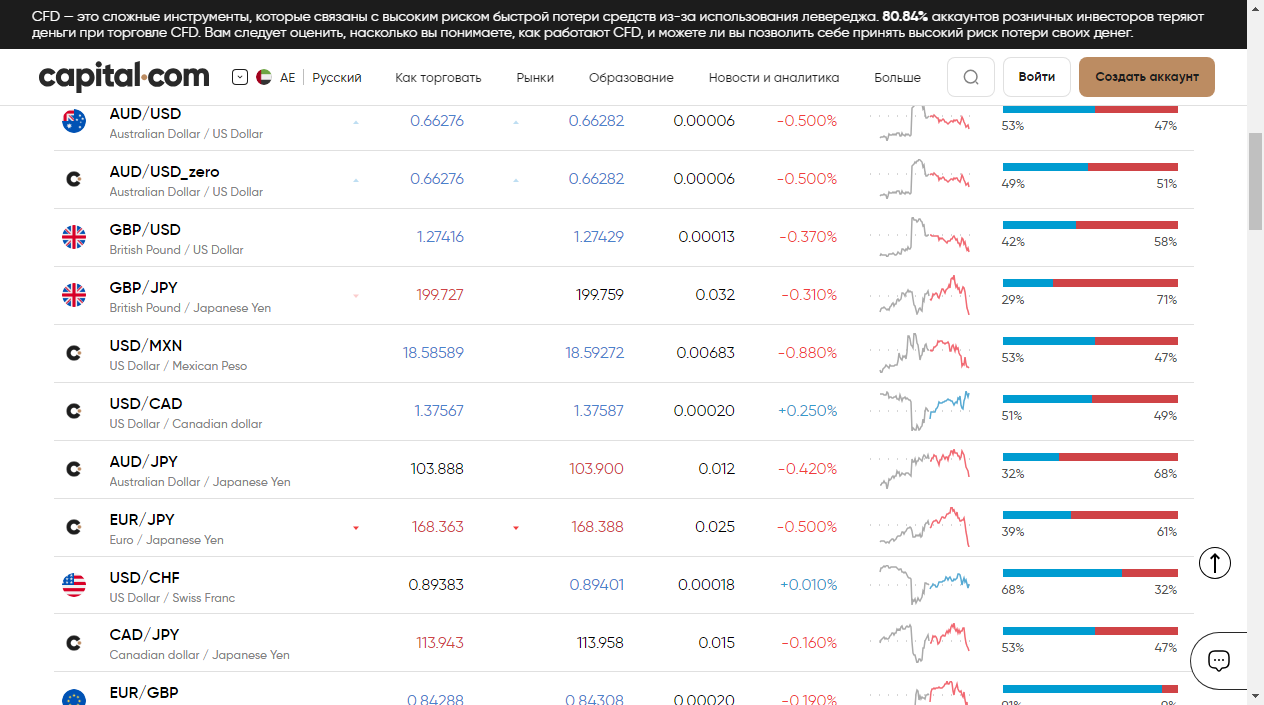 CFD — это сложные инструменты, которые связаны с высоким риском быстрой потери средств из-за использования левереджа. 80.84% аккаунтов розничных инвесторов теряют
деньги при торговле CFD. Вам следует оценить, насколько вы понимаете, как работают CFD, и можете ли вы позволить себе принять высокий риск потери своих денег.
capital.com AE Русский Как торговать Рынки Образование Новости и аналитика Больше Войти Создать аккаунт
AUD/USD 0.66276 0.66282 0.00006 -0.500%
Australian Dollar / US Dollar 53% 47%
AUD/USD_zero 0.66276 0.66282 0.00006 -0.500%
Australian Dollar / US Dollar 49% 51%
GBP/USD 1.27416 1.27429 0.00013 -0.370%
British Pound / US Dollar 42% 58%
GBP/JPY 199.727 199.759 0.032 -0.310%
British Pound / Japanese Yen 29% 71%
USD/MXN 18.58589 18.59272 0.00683 -0.880%
US Dollar / Mexican Peso 53% 47%
USD/CAD 1.37567 1.37587 0.00020 +0.250%
US Dollar / Canadian dollar 51% 49%
AUD/JPY 103.888 103.900 0.012 -0.420%
Australian Dollar / Japanese Yen 32% 68%
EUR/JPY 168.363 168.388 0.025 -0.500%
Euro / Japanese Yen 39% 61%
USD/CHF 0.89383 0.89401 0.00018 +0.010%
US Dollar / Swiss Franc 68% 32%
CAD/JPY 113.943 113.958 0.015 -0.160%
Canadian dollar / Japanese Yen 53% 47%
EUR/GBP 0.84288 0.84308 0.00020 -0.190%